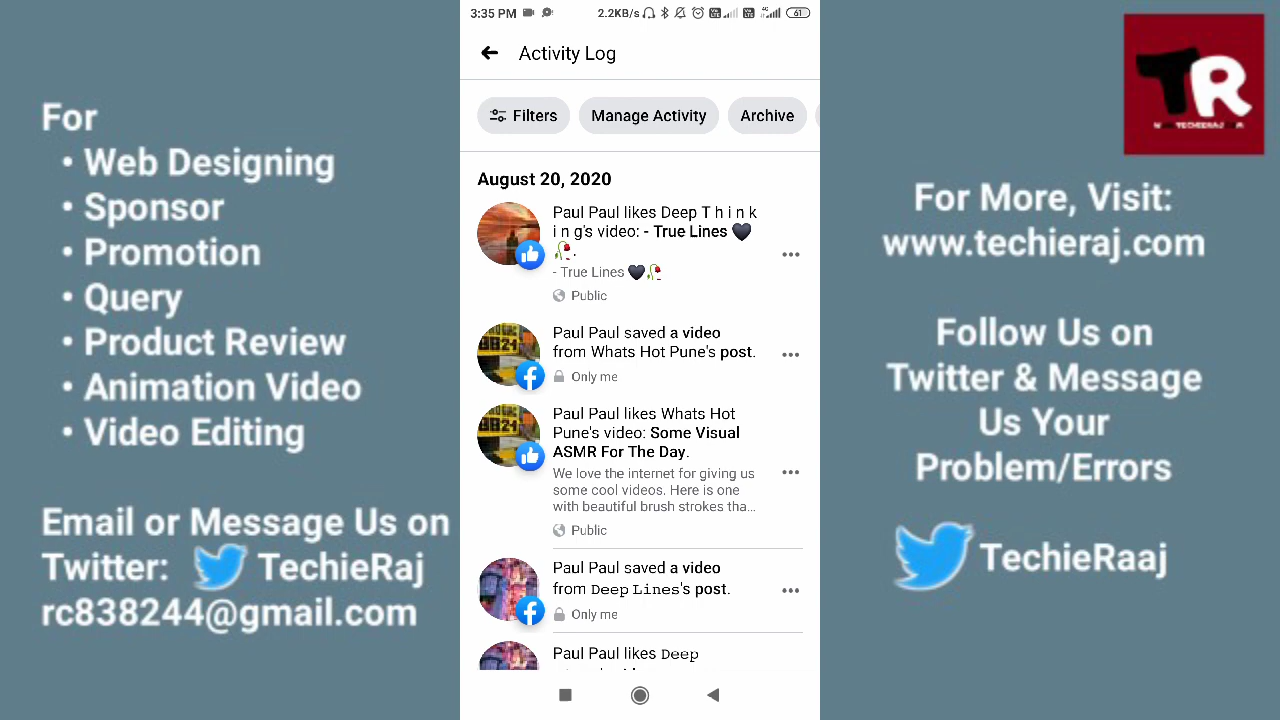 For
• Web Designing
• Sponsor
• Promotion
• Query
• Product Review
• Animation Video
• Video Editing
Email or Message Us on
Twitter: TechieRaj
rc838244@gmail.com
3:35 PM 2.2KB/s 4G 61
Activity Log
Filters Manage Activity Archive
August 20, 2020
Paul Paul likes Deep T h i n k
i n g's video: - True Lines 🖤
🥀.
- True Lines 🖤🥀
Public
Paul Paul saved a video
from Whats Hot Pune's post.
Only me
Paul Paul likes Whats Hot
Pune's video: Some Visual
ASMR For The Day.
We love the internet for giving us
some cool videos. Here is one
with beautiful brush strokes tha...
Public
Paul Paul saved a video
from Deep Lines's post.
Only me
Paul Paul likes Deep
TR
For More, Visit:
www.techieraj.com
Follow Us on
Twitter & Message
Us Your
Problem/Errors
TechieRaaj